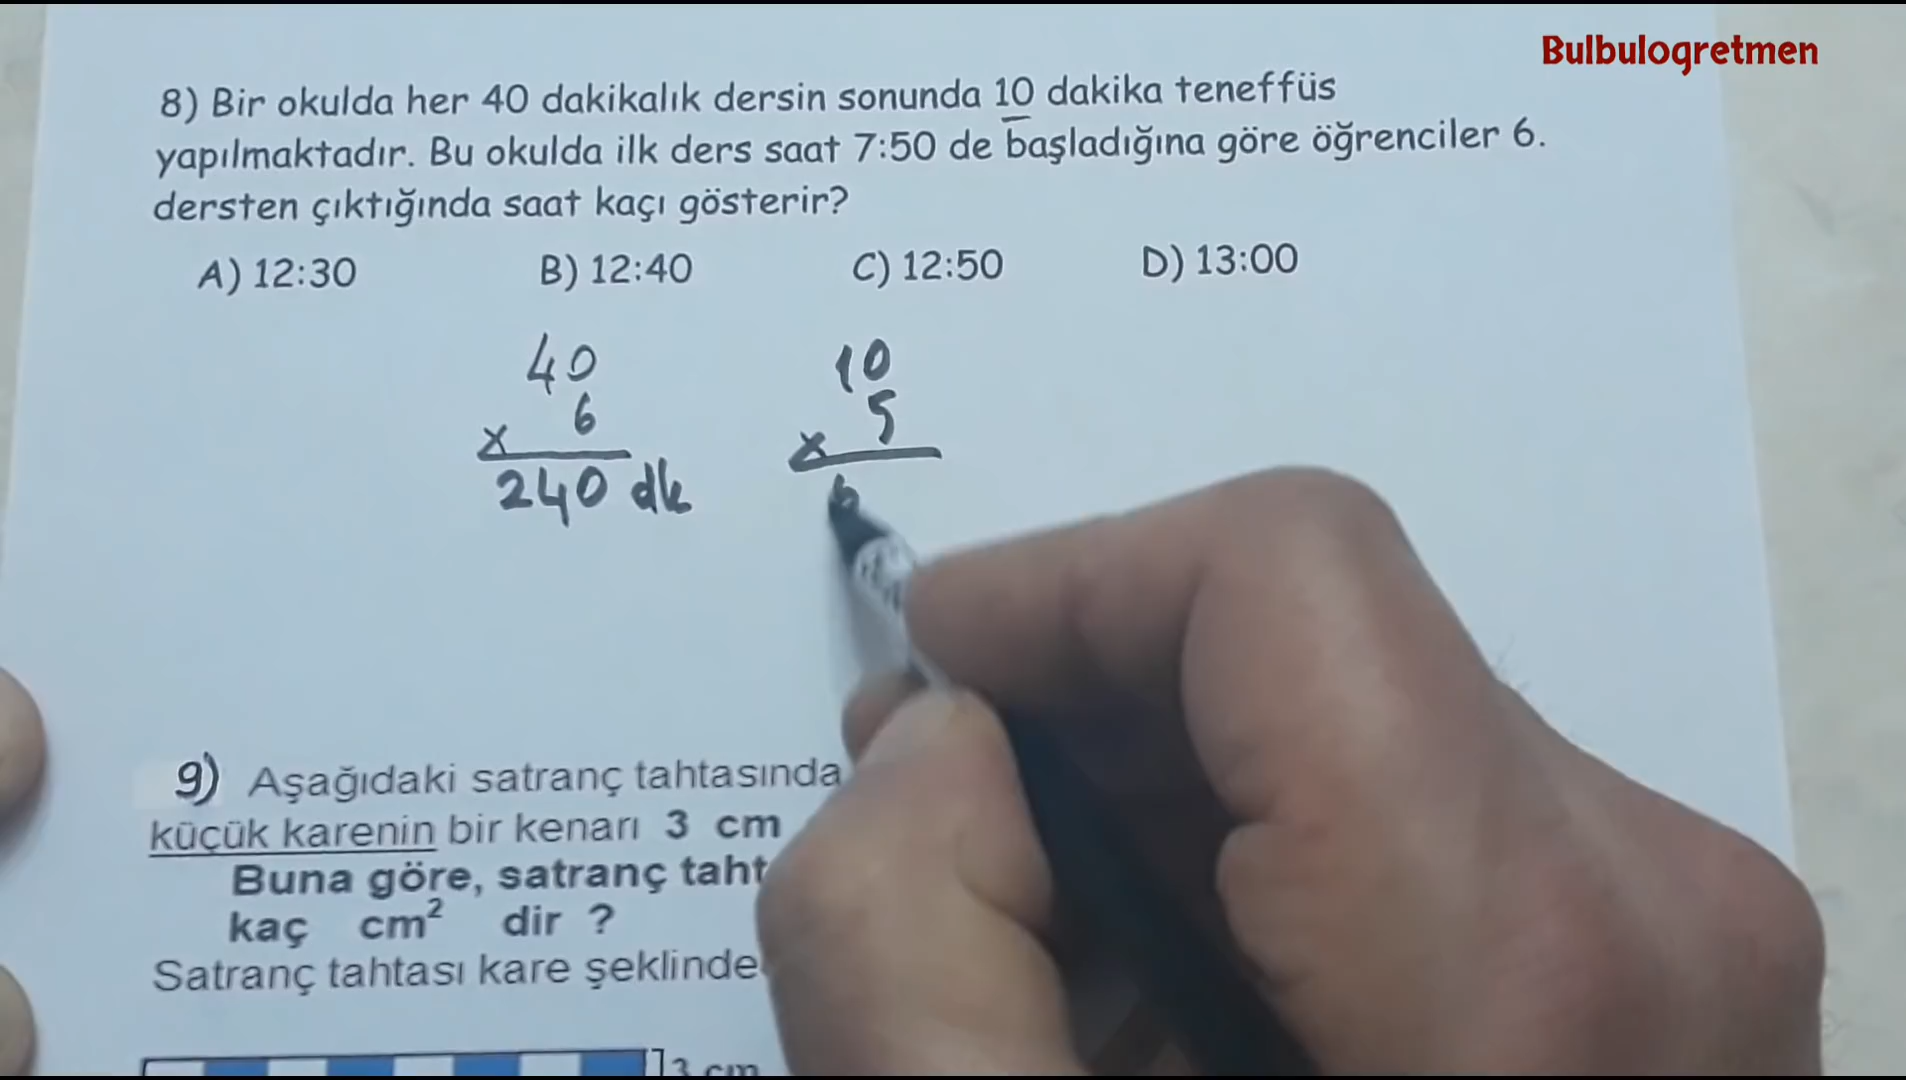 Bulbulogretmen
8) Bir okulda her 40 dakikalık dersin sonunda 10 dakika teneffüs
yapılmaktadır. Bu okulda ilk ders saat 7:50 de başladığına göre öğrenciler 6.
dersten çıktığında saat kaçı gösterir?
A) 12:30 B) 12:40 C) 12:50 D) 13:00
40 10
x 6 x 5
240 dk
9) Aşağıdaki satranç tahtasında
küçük karenin bir kenarı 3 cm
Buna göre, satranç taht
kaç cm² dir ?
Satranç tahtası kare şeklinde
3 cm